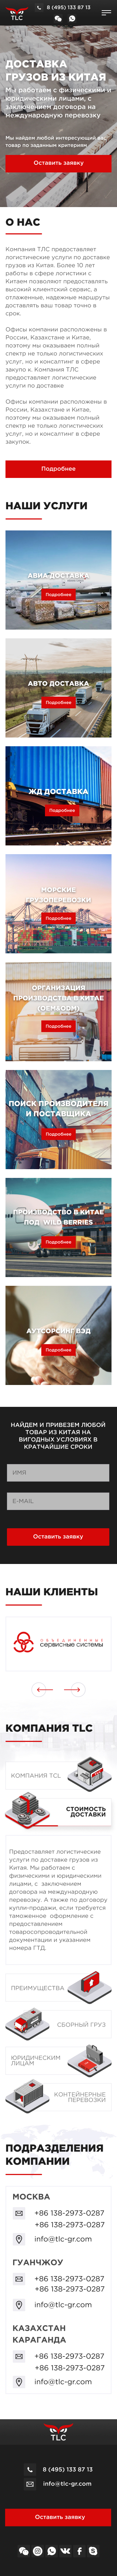 TLC
8 (495) 133 87 13
ДОСТАВКА
ГРУЗОВ ИЗ КИТАЯ
Мы работаем с физическими и
юридическими лицами, с
заключением договора на
международную перевозку
Мы найдем любой интересующий вас
товар по заданным критериям
Оставить заявку
О НАС
Компания ТЛС предоставляет
логистические услуги по доставке
грузов из Китая. Более 10 лет
работы в сфере логистики с
Китаем позволяют предоставлять:
высокий клиентский сервис, а
отлаженные, надежные маршруты
доставлять ваш товар точно в
срок.
Офисы компании расположены в
России, Казахстане и Китае,
поэтому мы оказываем полный
спектр не только логистических
услуг, но и консалтинг в сфере
закупо к. Компания ТЛС
предоставляет логистические
услуги по доставке
Офисы компании расположены в
России, Казахстане и Китае,
поэтому мы оказываем полный
спектр не только логистических
услуг, но и консалтинг в сфере
закупок.
Подробнее
НАШИ УСЛУГИ
АВИА ДОСТАВКА
Подробнее
АВТО ДОСТАВКА
Подробнее
ЖД ДОСТАВКА
Подробнее
МОРСКИЕ
ГРУЗОПЕРЕВОЗКИ
Подробнее
ОРГАНИЗАЦИЯ
ПРОИЗВОДСТВА В КИТАЕ
(OEM&ODM)
Подробнее
ПОИСК ПРОИЗВОДИТЕЛЯ
И ПОСТАВЩИКА
Подробнее
ПРОИЗВОДСТВО В КИТАЕ
ПОД WILD BERRIES
Подробнее
АУТСОРСИНГ ВЭД
Подробнее
НАЙДЕМ И ПРИВЕЗЕМ ЛЮБОЙ
ТОВАР ИЗ КИТАЯ НА
ВИГОДНЫХ УСЛОВИЯХ В
КРАТЧАЙШИЕ СРОКИ
ИМЯ
E-MAIL
Оставить заявку
НАШИ КЛИЕНТЫ
ОБЪЕДИНЕННЫЕ
сервисные системы
КОМПАНИЯ TLC
КОМПАНИЯ TCL
СТОИМОСТЬ
ДОСТАВКИ
Предоставляет логистические
услуги по доставке грузов из
Китая. Мы работаем с
физическими и юридическими
лицами, с заключением
договора на международную
перевозку. А также по договору
купли-продажи, если требуется
таможенное оформление с
предоставлением
товаросопроводительной
документации и указанием
номера ГТД.
ПРЕИМУЩЕСТВА
СБОРНЫЙ ГРУЗ
ЮРИДИЧЕСКИМ
ЛИЦАМ
КОНТЕЙНЕРНЫЕ
ПЕРЕВОЗКИ
ПОДРАЗДЕЛЕНИЯ
КОМПАНИИ
МОСКВА
+86 138-2973-0287
+86 138-2973-0287
info@tlc-gr.com
ГУАНЧЖОУ
+86 138-2973-0287
+86 138-2973-0287
info@tlc-gr.com
КАЗАХСТАН
КАРАГАНДА
+86 138-2973-0287
+86 138-2973-0287
info@tlc-gr.com
TLC
8 (495) 133 87 13
info@tlc-gr.com
Оставить заявку